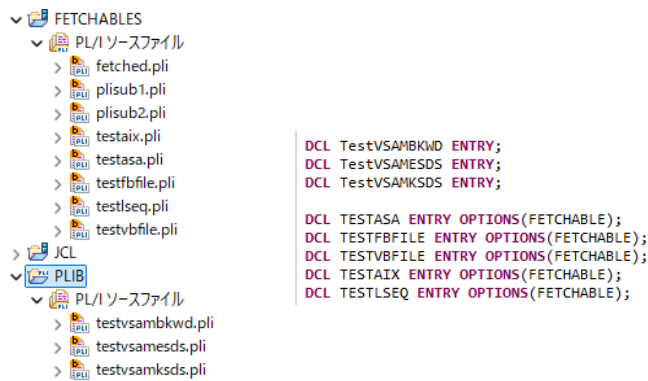 FETCHABLES
PL/I ソースファイル
fetched.pli
plisub1.pli
plisub2.pli
testaix.pli
testasa.pli
testfbfile.pli
testlseq.pli
testvbfile.pli
JCL
PLIB
PL/I ソースファイル
testvsambkwd.pli
testvsamesds.pli
testvsamksds.pli
DCL TestVSAMBKWD ENTRY;
DCL TestVSAMESDS ENTRY;
DCL TestVSAMKSDS ENTRY;
DCL TESTASA ENTRY OPTIONS(FETCHABLE);
DCL TESTFBFILE ENTRY OPTIONS(FETCHABLE);
DCL TESTVBFILE ENTRY OPTIONS(FETCHABLE);
DCL TESTAIX ENTRY OPTIONS(FETCHABLE);
DCL TESTLSEQ ENTRY OPTIONS(FETCHABLE);